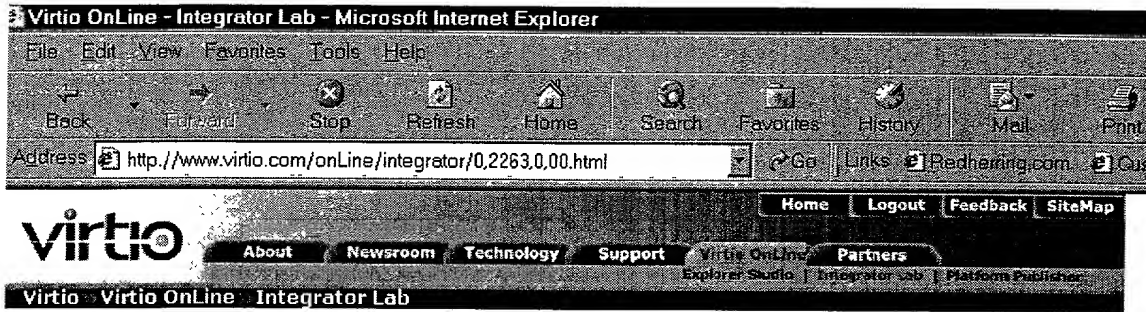 Virtio OnLine - Integrator Lab - Microsoft Internet Explorer
File Edit View Favorites Tools Help
Back Forward Stop Refresh Home Search Favorites History Mail Print
Address http://www.virtio.com/onLine/integrator/0,2263,0,00.html Go Links Redherring.com
Home Logout Feedback SiteMap
virtio
About Newsroom Technology Support Virtio OnLine Partners
Explorer Studio | Integrator Lab | Platform Publisher
Virtio Virtio OnLine Integrator Lab